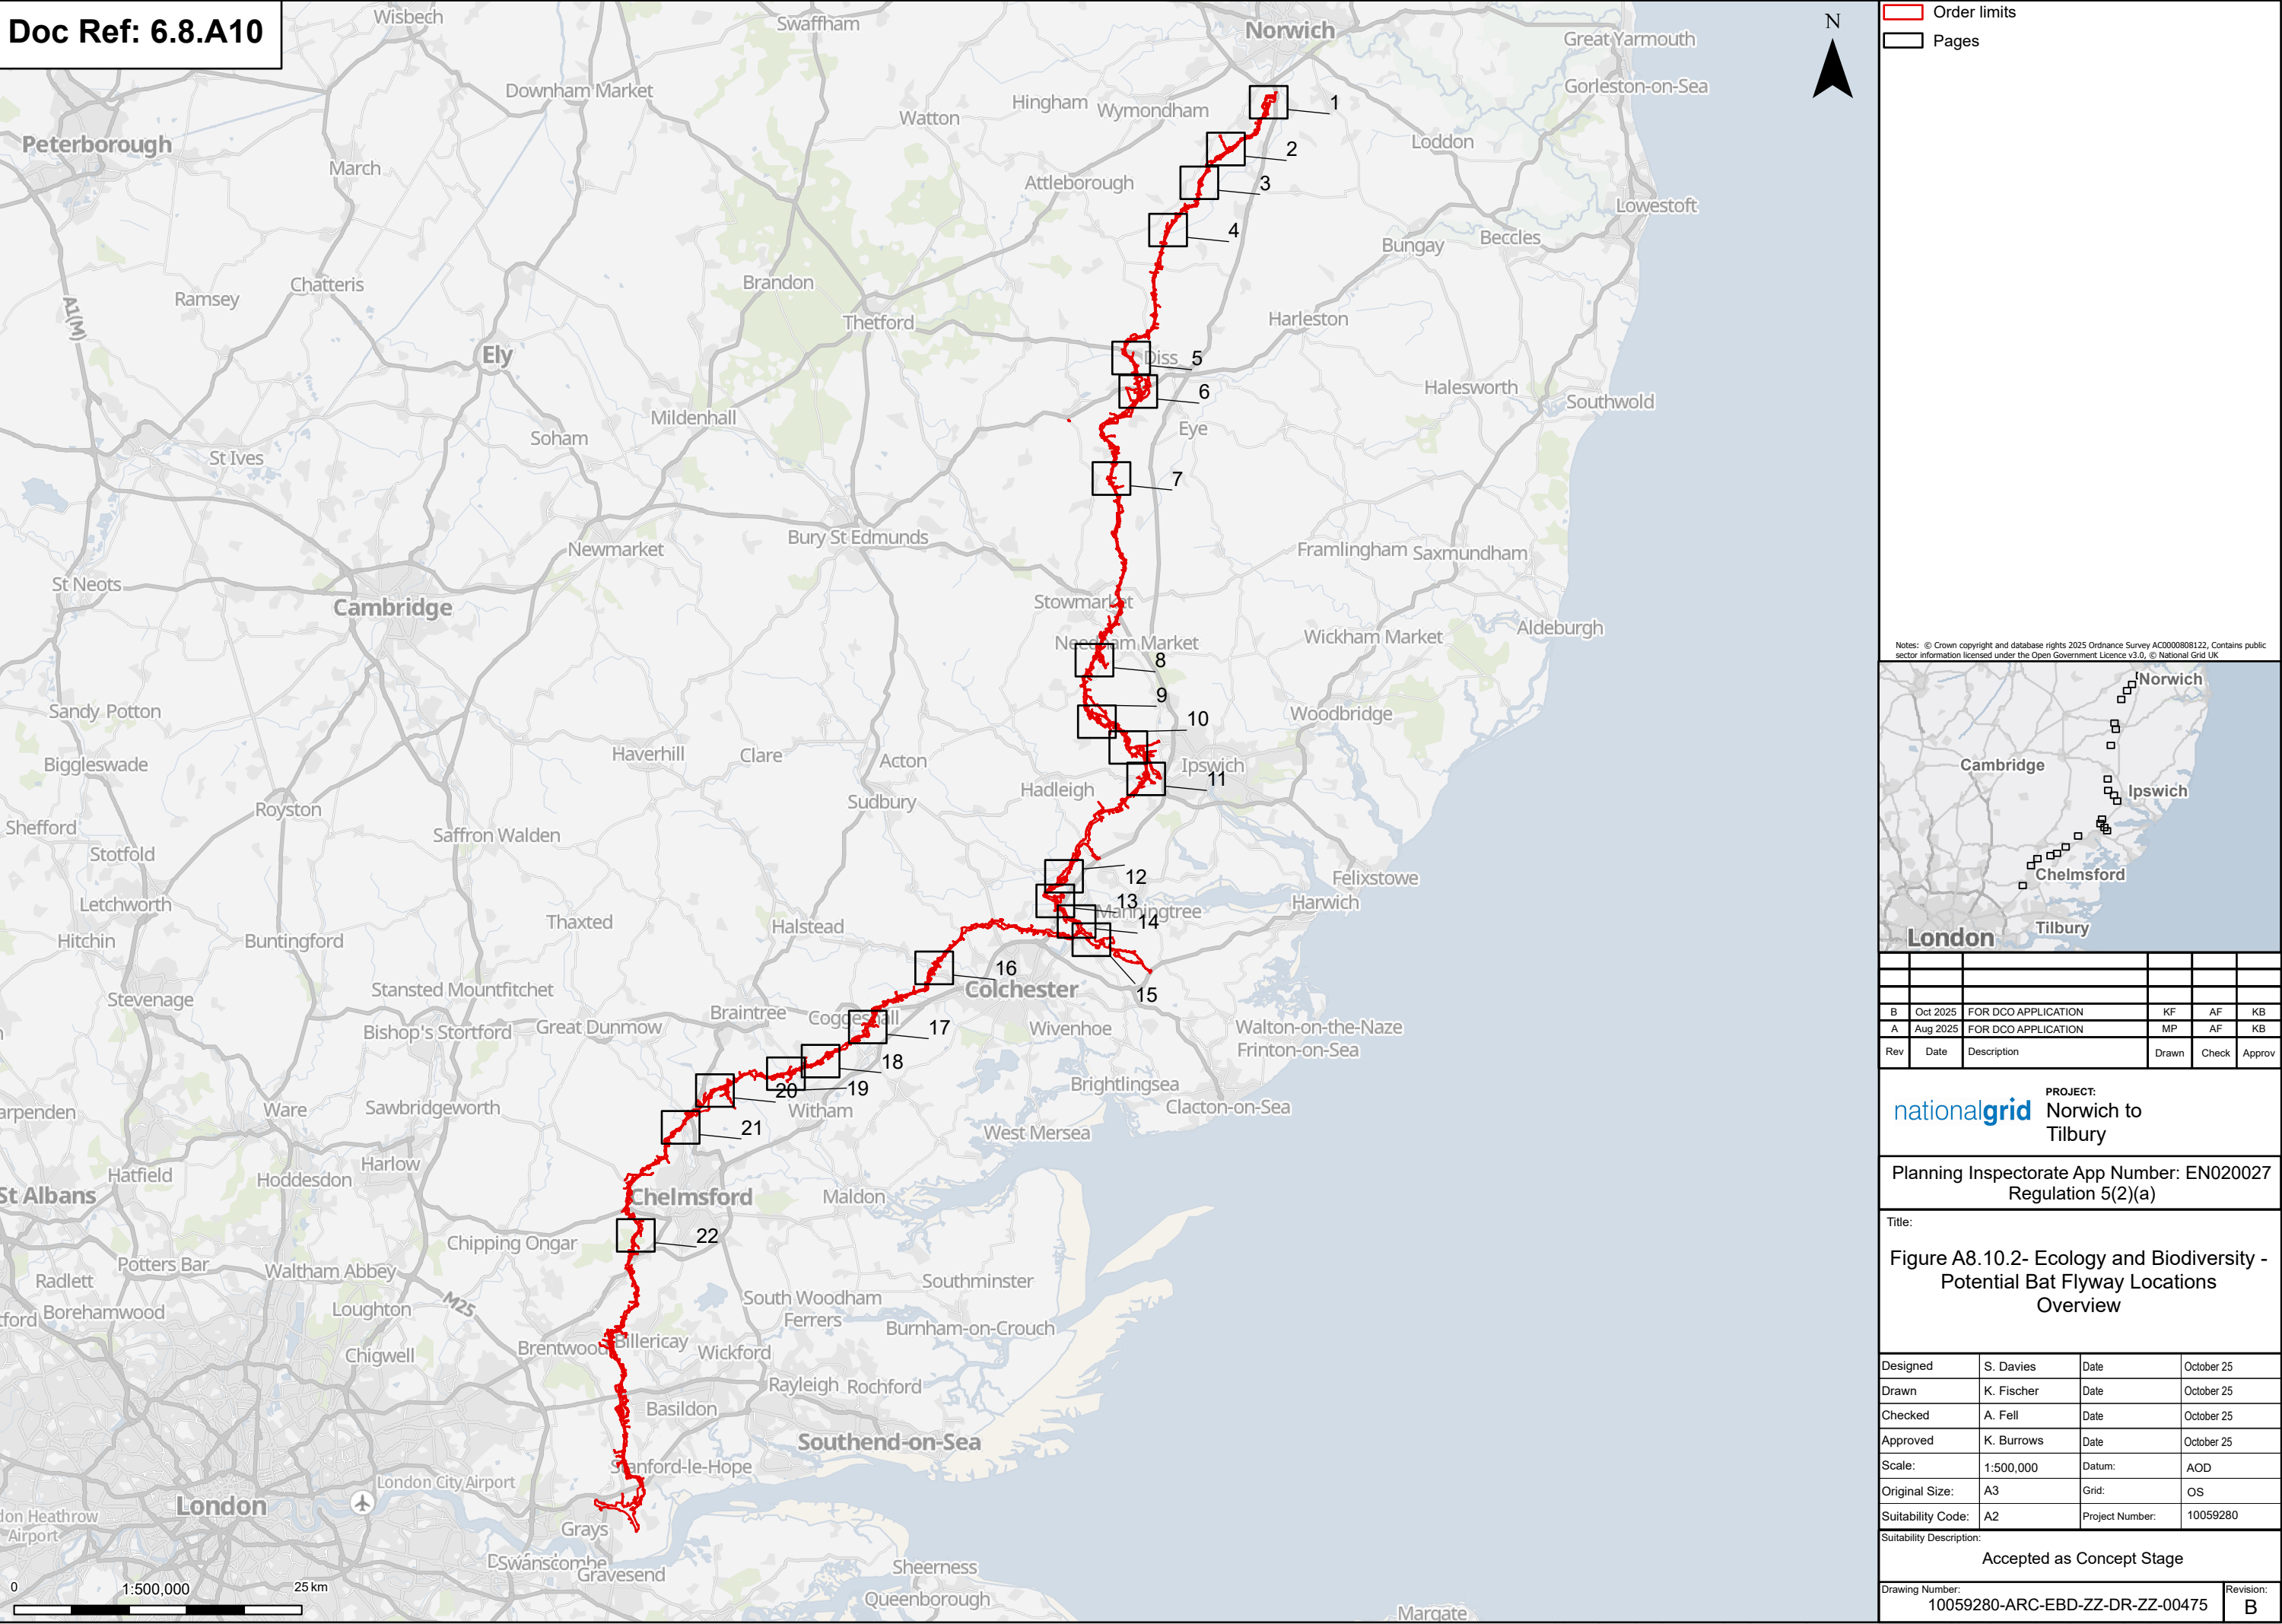 Doc Ref: 6.8.A10
Wisbech
Swaffham
Norwich
Great Yarmouth
Gorleston-on-Sea
Downham Market
Hingham
Wymondham
Watton
Peterborough
March
Loddon
Attleborough
Lowestoft
Bungay
Beccles
Chatteris
Ramsey
A1(M)
Brandon
Thetford
Harleston
Ely
Diss
Halesworth
Southwold
Mildenhall
Soham
Eye
St Ives
Bury St Edmunds
Newmarket
Framlingham
Saxmundham
St Neots
Cambridge
Stowmarket
Needham Market
Wickham Market
Aldeburgh
Sandy Potton
Woodbridge
Haverhill
Clare
Acton
Biggleswade
Ipswich
Hadleigh
Sudbury
Royston
Shefford
Saffron Walden
Stotfold
Felixstowe
Letchworth
Harwich
Manningtree
Thaxted
Halstead
Hitchin
Buntingford
Colchester
Stansted Mountfitchet
Stevenage
Braintree
Coggeshall
Bishop's Stortford
Great Dunmow
Wivenhoe
Walton-on-the-Naze
Frinton-on-Sea
Brightlingsea
Clacton-on-Sea
arpenden
Ware
Sawbridgeworth
Witham
West Mersea
Harlow
Hatfield
Hoddesdon
St Albans
Chelmsford
Maldon
Chipping Ongar
Potters Bar
Waltham Abbey
Radlett
Southminster
M25
Loughton
South Woodham
Ferrers
Borehamwood
tford
Burnham-on-Crouch
Brentwood
Billericay
Wickford
Chigwell
Rayleigh
Rochford
Basildon
Southend-on-Sea
Stanford-le-Hope
London City Airport
London
don Heathrow
Airport
Grays
Swanscombe
Gravesend
Sheerness
Queenborough
Margate
1
2
3
4
5
6
7
8
9
10
11
12
13
14
15
16
17
18
19
20
21
22
0
1:500,000
25 km
N
Order limits
Pages
Notes: © Crown copyright and database rights 2025 Ordnance Survey AC0000808122, Contains public
sector information licensed under the Open Government Licence v3.0, © National Grid UK
Norwich
Cambridge
Ipswich
Chelmsford
Tilbury
London
B Oct 2025 FOR DCO APPLICATION KF AF KB
A Aug 2025 FOR DCO APPLICATION MP AF KB
Rev Date Description Drawn Check Approv
nationalgrid
PROJECT:
Norwich to
Tilbury
Planning Inspectorate App Number: EN020027
Regulation 5(2)(a)
Title:
Figure A8.10.2- Ecology and Biodiversity -
Potential Bat Flyway Locations
Overview
Designed S. Davies Date October 25
Drawn K. Fischer Date October 25
Checked A. Fell Date October 25
Approved K. Burrows Date October 25
Scale: 1:500,000 Datum: AOD
Original Size: A3 Grid: OS
Suitability Code: A2 Project Number: 10059280
Suitability Description:
Accepted as Concept Stage
Drawing Number:
10059280-ARC-EBD-ZZ-DR-ZZ-00475
Revision:
B